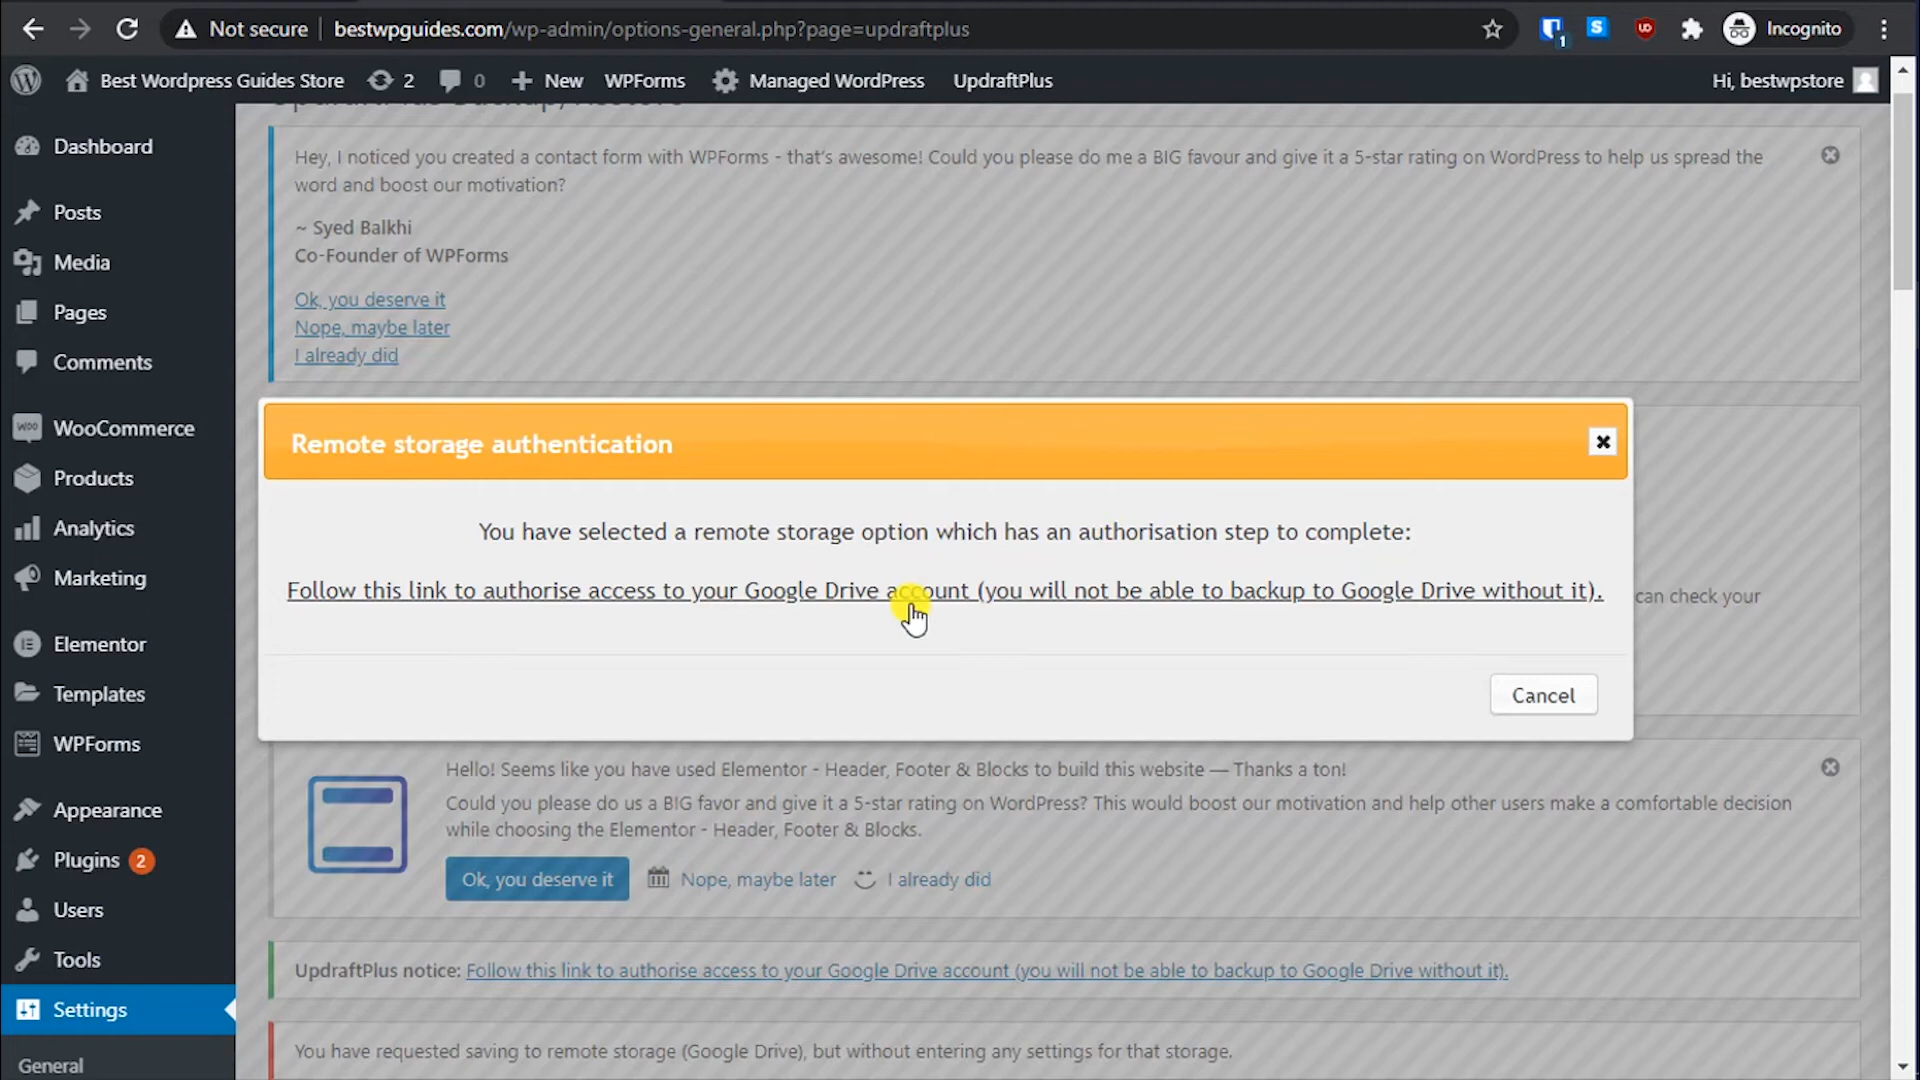 Not secure
bestwpguides.com/wp-admin/options-general.php?page=updraftplus
1
S
UD
Incognito
Best Wordpress Guides Store
2
0
New
WPForms
Managed WordPress
UpdraftPlus
Hi, bestwpstore
Dashboard
Posts
Media
Pages
Comments
WooCommerce
Products
Analytics
Marketing
Elementor
Templates
WPForms
Appearance
Plugins 2
Users
Tools
Settings
General
Hey, I noticed you created a contact form with WPForms - that's awesome! Could you please do me a BIG favour and give it a 5-star rating on WordPress to help us spread the
word and boost our motivation?
~ Syed Balkhi
Co-Founder of WPForms
Ok, you deserve it
Nope, maybe later
I already did
Remote storage authentication
You have selected a remote storage option which has an authorisation step to complete:
Follow this link to authorise access to your Google Drive account (you will not be able to backup to Google Drive without it).
can check your
Cancel
Hello! Seems like you have used Elementor - Header, Footer & Blocks to build this website — Thanks a ton!
Could you please do us a BIG favor and give it a 5-star rating on WordPress? This would boost our motivation and help other users make a comfortable decision
while choosing the Elementor - Header, Footer & Blocks.
Ok, you deserve it
Nope, maybe later
I already did
UpdraftPlus notice: Follow this link to authorise access to your Google Drive account (you will not be able to backup to Google Drive without it).
You have requested saving to remote storage (Google Drive), but without entering any settings for that storage.